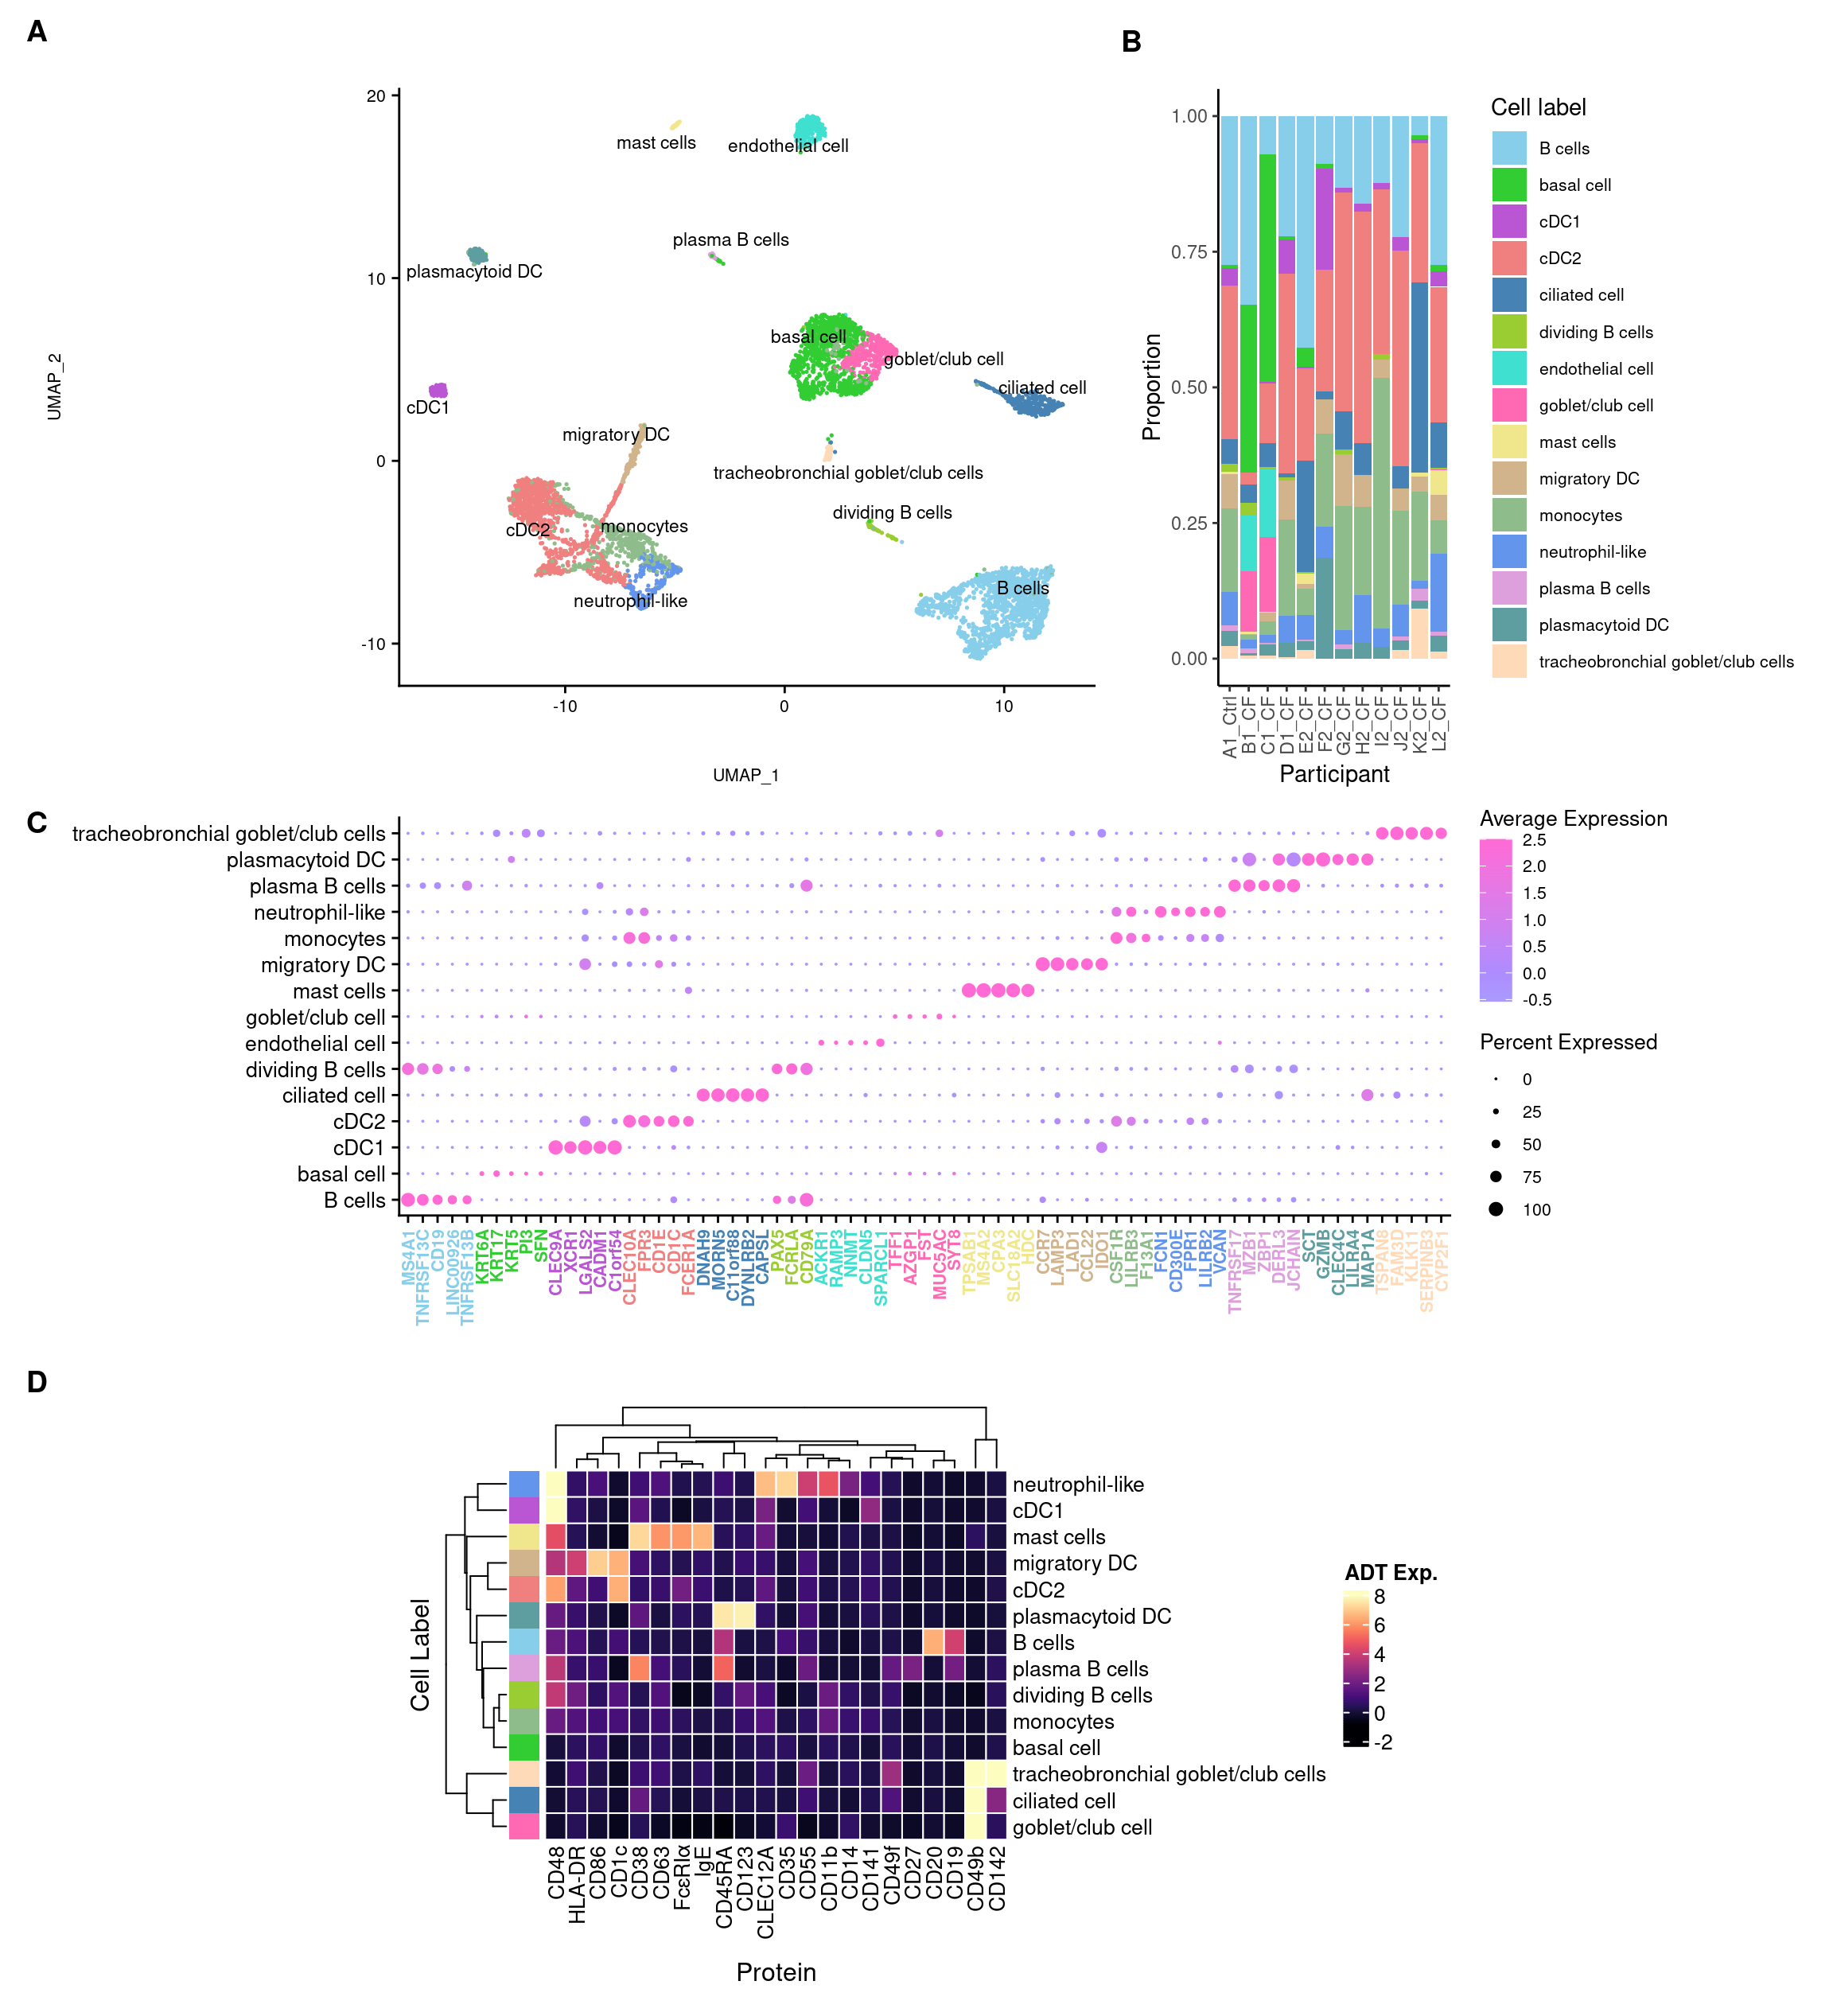 A
B
20
10
0
-10
-10
0
10
UMAP_2
UMAP_1
mast cells
endothelial cell
plasma B cells
plasmacytoid DC
basal cell
goblet/club cell
ciliated cell
cDC1
migratory DC
tracheobronchial goblet/club cells
cDC2
monocytes
dividing B cells
neutrophil-like
B cells
1.00
0.75
0.50
0.25
0.00
Proportion
A1_Ctrl
B1_CF
C1_CF
D1_CF
E2_CF
F2_CF
G2_CF
H2_CF
I2_CF
J2_CF
K2_CF
L2_CF
Participant
Cell label
B cells
basal cell
cDC1
cDC2
ciliated cell
dividing B cells
endothelial cell
goblet/club cell
mast cells
migratory DC
monocytes
neutrophil-like
plasma B cells
plasmacytoid DC
tracheobronchial goblet/club cells
C
tracheobronchial goblet/club cells
plasmacytoid DC
plasma B cells
neutrophil-like
monocytes
migratory DC
mast cells
goblet/club cell
endothelial cell
dividing B cells
ciliated cell
cDC2
cDC1
basal cell
B cells
MS4A1
TNFRSF13C
CD19
LINC00926
TNFRSF13B
KRT6A
KRT17
KRT5
PI3
SFN
CLEC9A
XCR1
LGALS2
CADM1
C1orf54
CLEC10A
FPR3
CD1E
CD1C
FCER1A
DNAH9
MORN5
C11orf88
DYNLRB2
CAPSL
PAX5
FCRLA
CD79A
ACKR1
RAMP3
NNMT
CLDN5
SPARCL1
TFF1
AZGP1
FST
MUC5AC
SYT8
TPSAB1
MS4A2
CPA3
SLC18A2
HDC
CCR7
LAMP3
LAD1
CCL22
IDO1
CSF1R
LILRB3
F13A1
FCN1
CD300E
FPR1
LILRB2
VCAN
TNFRSF17
MZB1
ZBP1
DERL3
JCHAIN
SCT
GZMB
CLEC4C
LILRA4
MAP1A
TSPAN8
FAM3D
KLK11
SERPINB3
CYP2F1
Average Expression
2.5
2.0
1.5
1.0
0.5
0.0
-0.5
Percent Expressed
0
25
50
75
100
D
Cell Label
neutrophil-like
cDC1
mast cells
migratory DC
cDC2
plasmacytoid DC
B cells
plasma B cells
dividing B cells
monocytes
basal cell
tracheobronchial goblet/club cells
ciliated cell
goblet/club cell
CD48
HLA-DR
CD86
CD1c
CD38
CD63
FcεRIα
IgE
CD45RA
CD123
CLEC12A
CD35
CD55
CD11b
CD14
CD141
CD49f
CD27
CD20
CD19
CD49b
CD142
Protein
ADT Exp.
8
6
4
2
0
-2